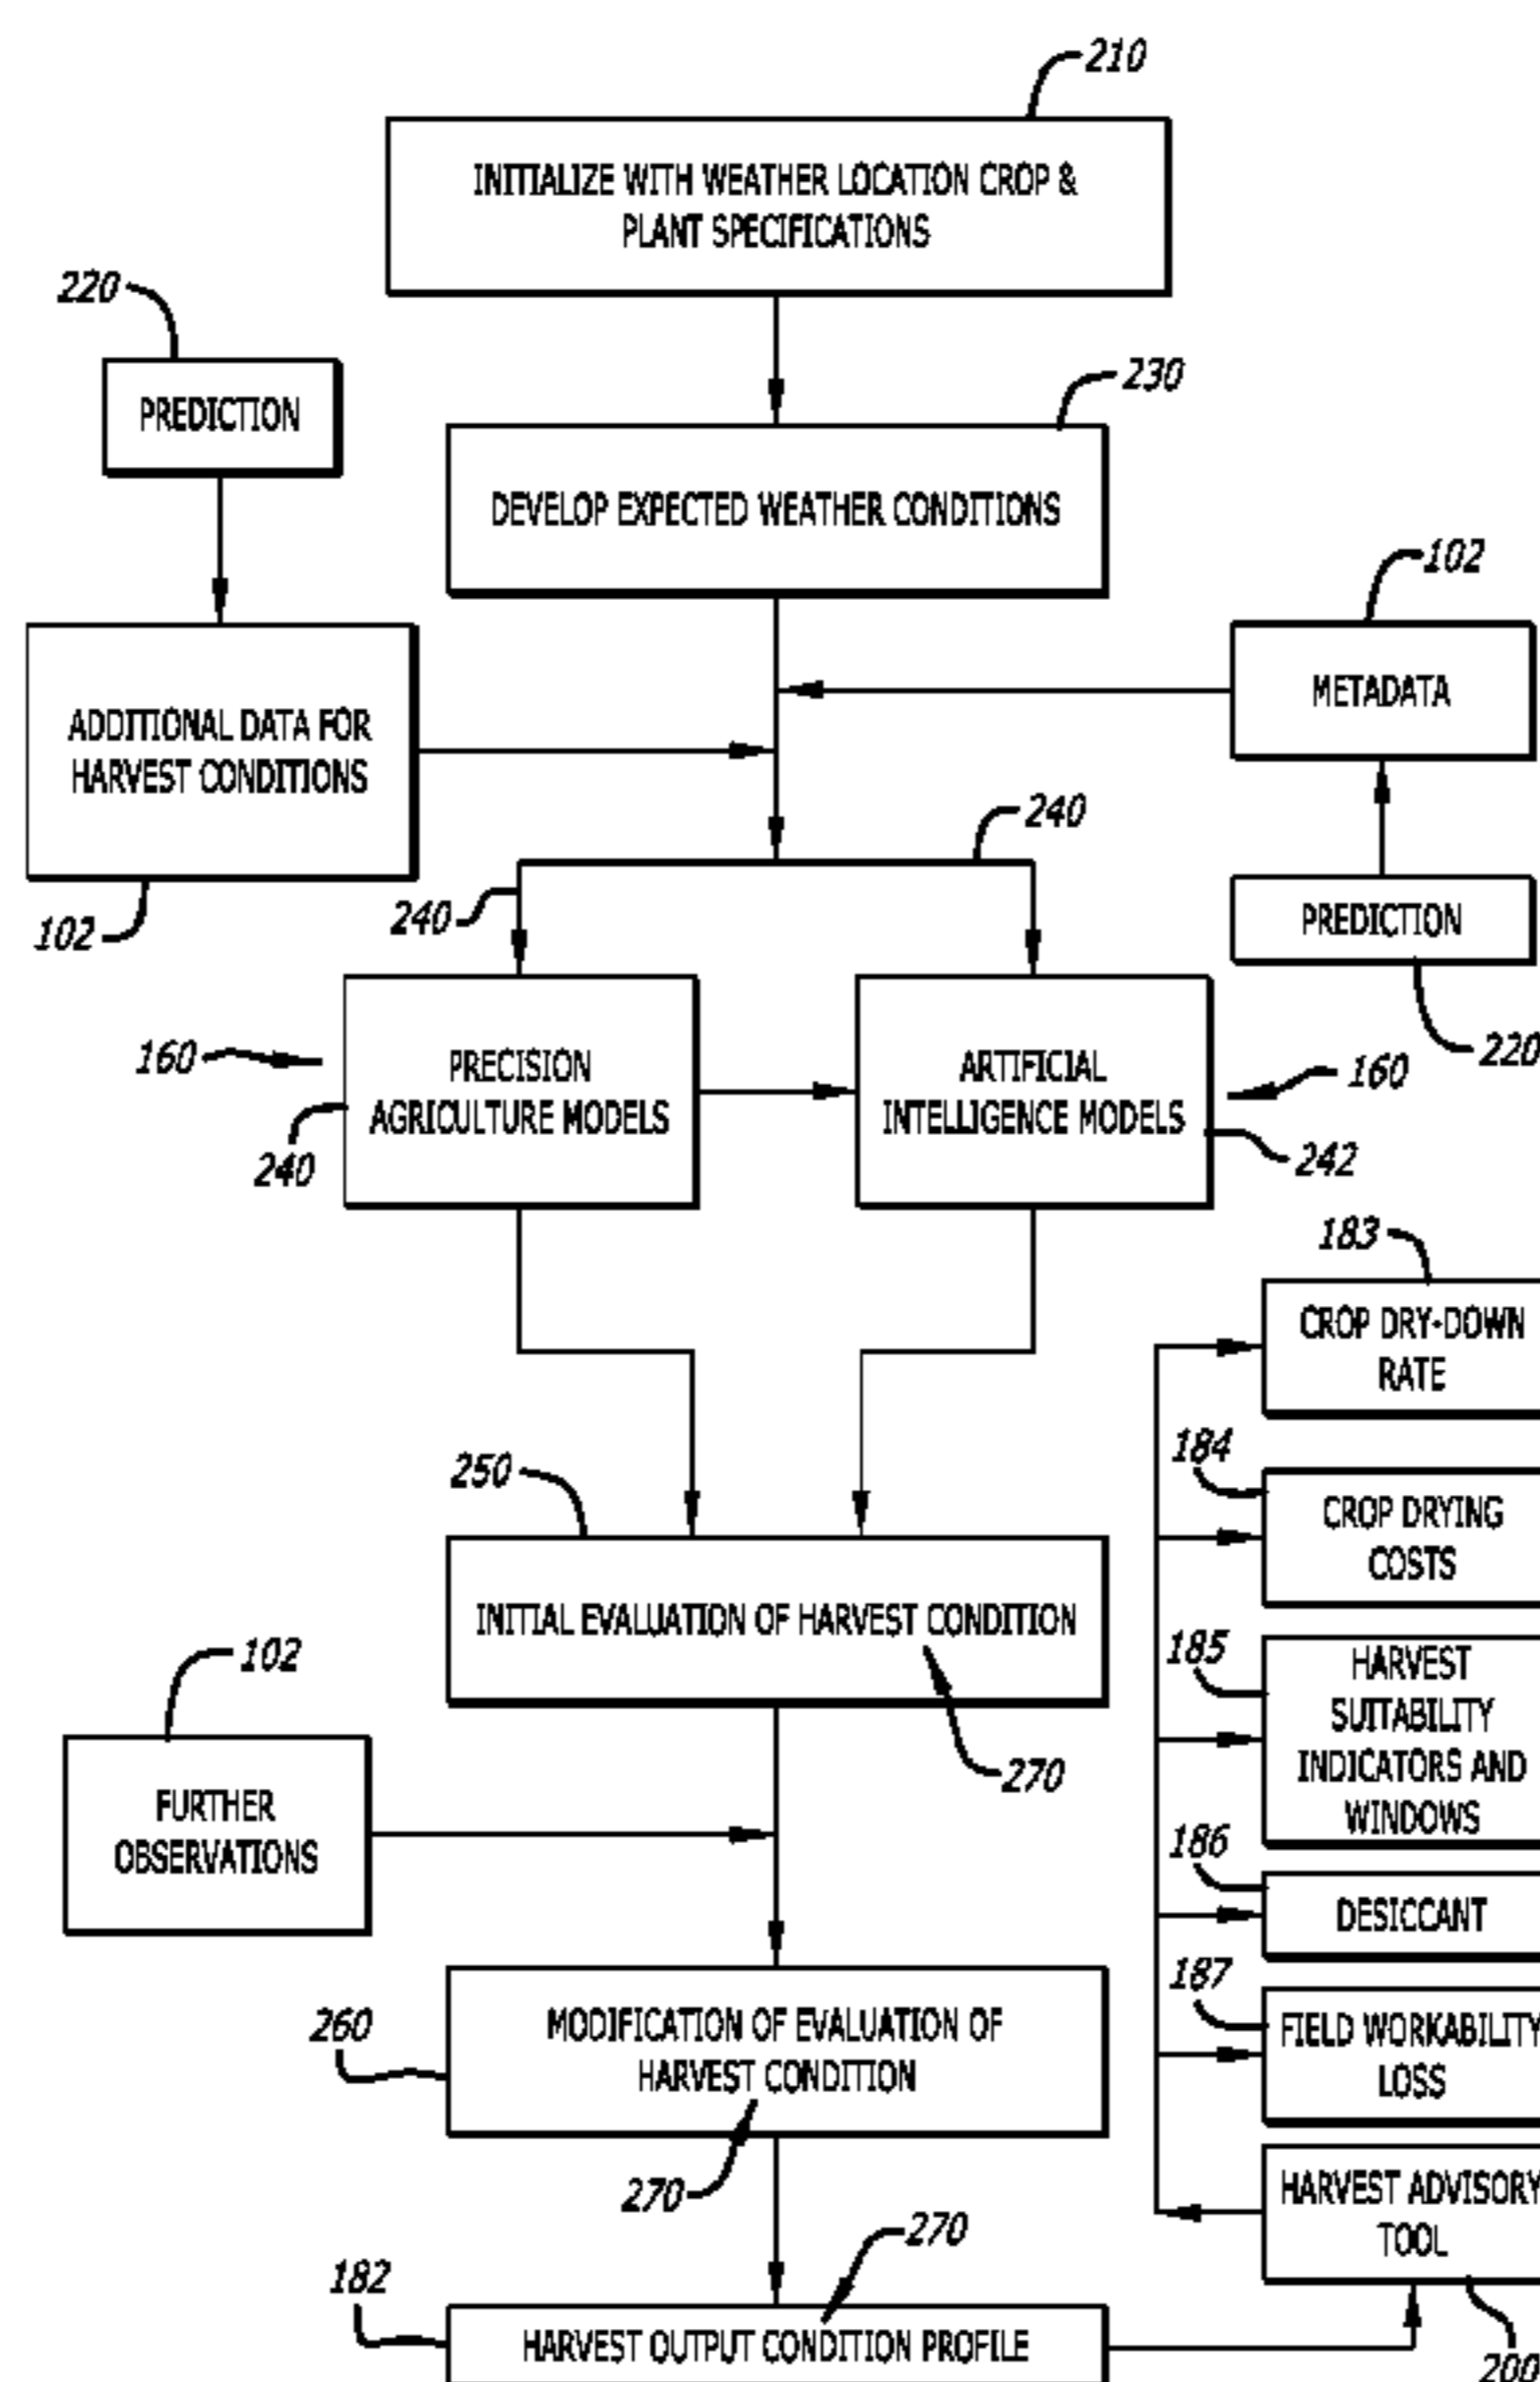 210
INITIALIZE WITH WEATHER LOCATION CROP &
PLANT SPECIFICATIONS
220
PREDICTION
230
DEVELOP EXPECTED WEATHER CONDITIONS
102
METADATA
ADDITIONAL DATA FOR
HARVEST CONDITIONS
102
240
240
PREDICTION
220
160
PRECISION
AGRICULTURE MODELS
240
ARTIFICIAL
INTELLIGENCE MODELS
160
242
183
CROP DRY-DOWN
RATE
184
CROP DRYING
COSTS
250
INITIAL EVALUATION OF HARVEST CONDITION
270
185
HARVEST
SUITABILITY
INDICATORS AND
WINDOWS
102
FURTHER
OBSERVATIONS
186
DESICCANT
187
FIELD WORKABILITY
LOSS
260
MODIFICATION OF EVALUATION OF
HARVEST CONDITION
270
HARVEST ADVISORY
TOOL
200
270
182
HARVEST OUTPUT CONDITION PROFILE